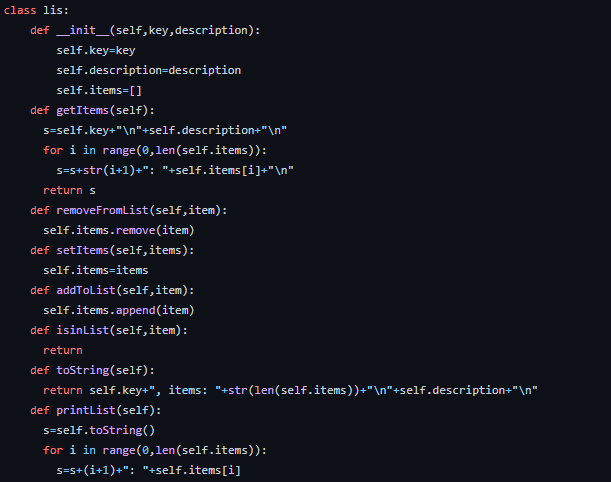 class lis:
    def __init__(self,key,description):
        self.key=key
        self.description=description
        self.items=[]
    def getItems(self):
      s=self.key+"\n"+self.description+"\n"
      for i in range(0,len(self.items)):
        s=s+str(i+1)+": "+self.items[i]+"\n"
      return s
    def removeFromList(self,item):
      self.items.remove(item)
    def setItems(self,items):
      self.items=items
    def addToList(self,item):
      self.items.append(item)
    def isinList(self,item):
      return
    def toString(self):
      return self.key+", items: "+str(len(self.items))+"\n"+self.description+"\n"
    def printList(self):
      s=self.toString()
      for i in range(0,len(self.items)):
        s=s+(i+1)+": "+self.items[i]